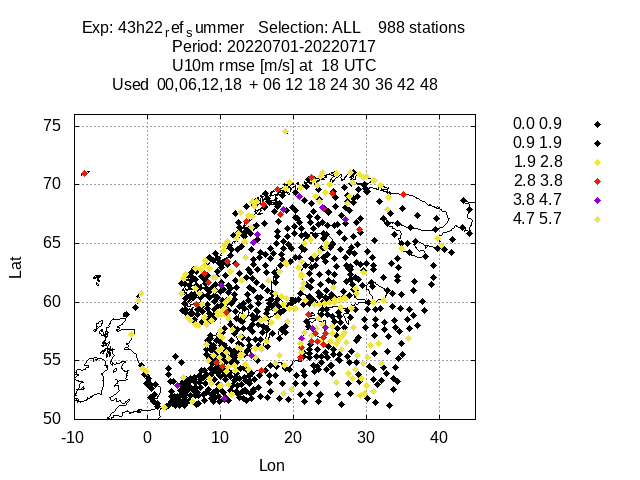 Exp: 43h22refsummer Selection: ALL 988 stations
Period: 20220701-20220717
U10m rmse [m/s] at 18 UTC
Used 00,06,12,18 + 06 12 18 24 30 36 42 48
75
70
65
60
55
50
Lat
-10 0 10 20 30 40
Lon
0.0 0.9
0.9 1.9
1.9 2.8
2.8 3.8
3.8 4.7
4.7 5.7